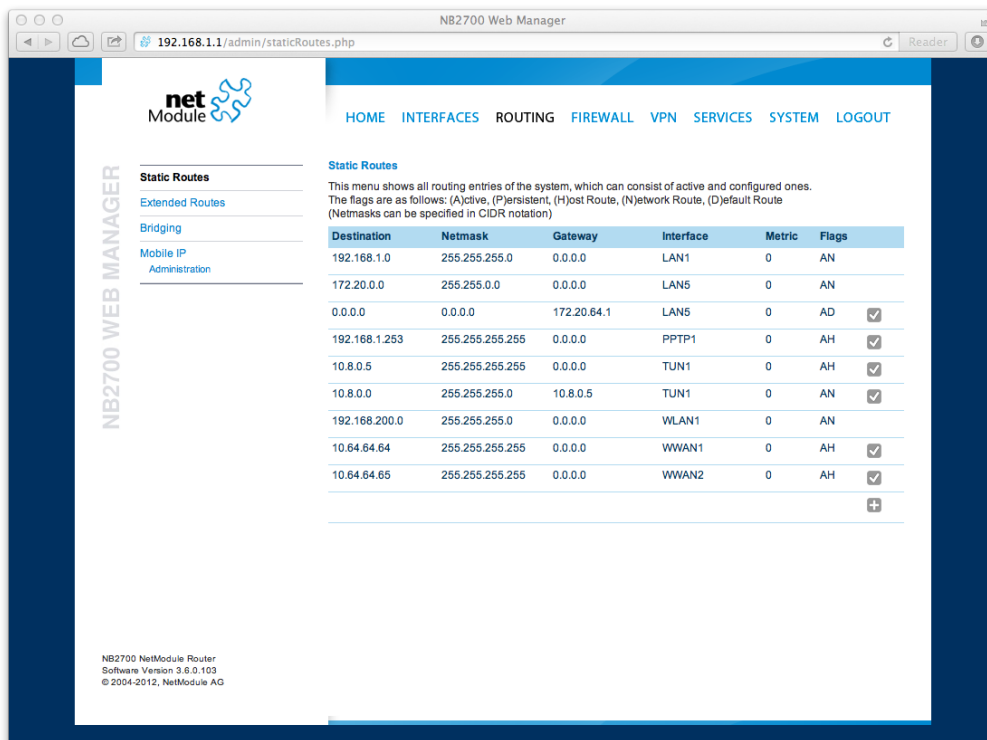 NB2700 Web Manager
192.168.1.1/admin/staticRoutes.php
Reader
net
Module
HOME INTERFACES ROUTING FIREWALL VPN SERVICES SYSTEM LOGOUT
NB2700 WEB MANAGER
Static Routes
Extended Routes
Bridging
Mobile IP
Administration
Static Routes
This menu shows all routing entries of the system, which can consist of active and configured ones.
The flags are as follows: (A)ctive, (P)ersistent, (H)ost Route, (N)etwork Route, (D)efault Route
(Netmasks can be specified in CIDR notation)
Destination Netmask Gateway Interface Metric Flags
192.168.1.0 255.255.255.0 0.0.0.0 LAN1 0 AN
172.20.0.0 255.255.0.0 0.0.0.0 LAN5 0 AN
0.0.0.0 0.0.0.0 172.20.64.1 LAN5 0 AD
192.168.1.253 255.255.255.255 0.0.0.0 PPTP1 0 AH
10.8.0.5 255.255.255.255 0.0.0.0 TUN1 0 AH
10.8.0.0 255.255.255.0 10.8.0.5 TUN1 0 AN
192.168.200.0 255.255.255.0 0.0.0.0 WLAN1 0 AN
10.64.64.64 255.255.255.255 0.0.0.0 WWAN1 0 AH
10.64.64.65 255.255.255.255 0.0.0.0 WWAN2 0 AH
NB2700 NetModule Router
Software Version 3.6.0.103
© 2004-2012, NetModule AG